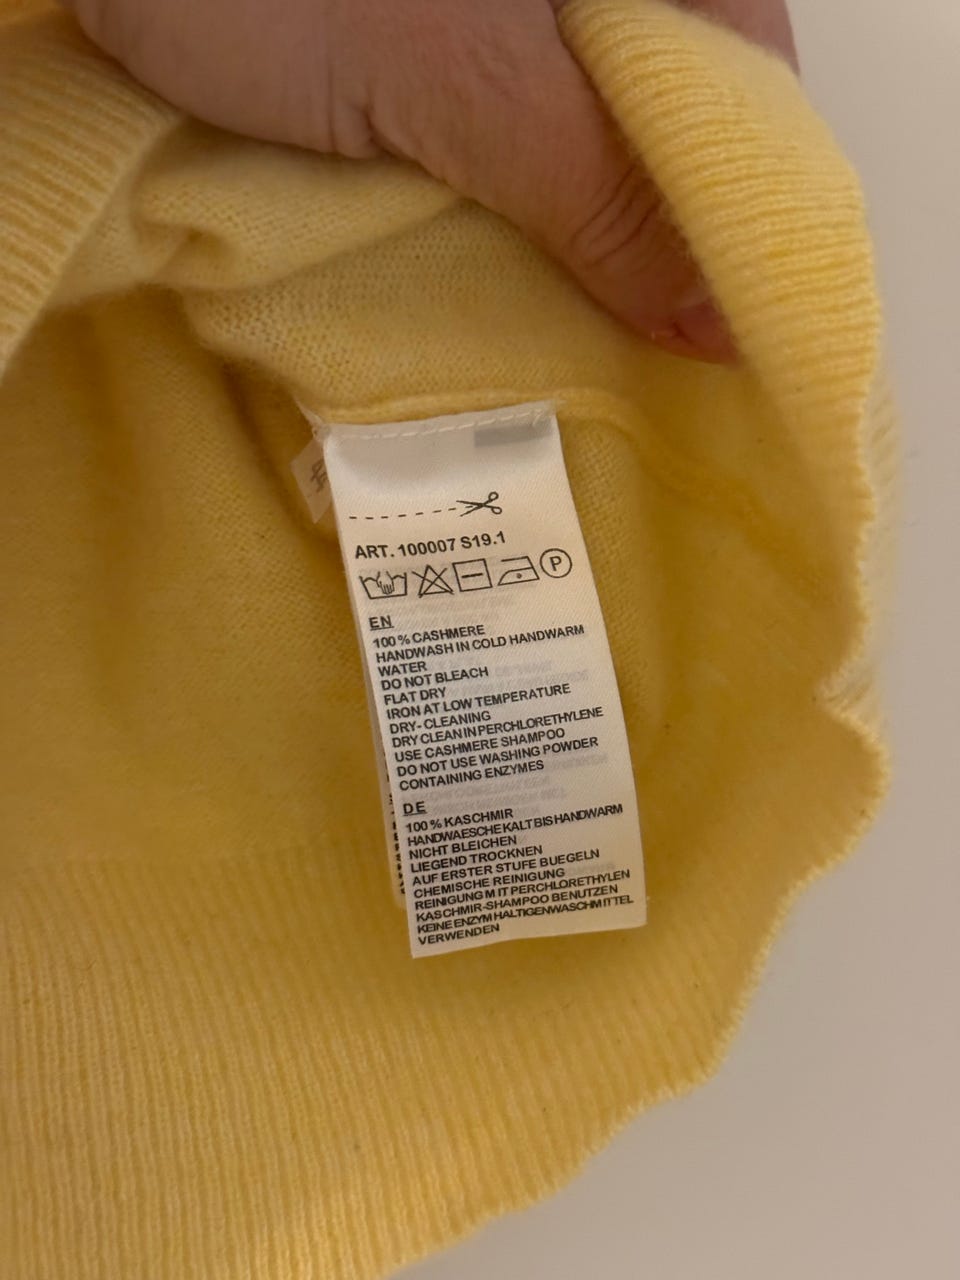 ART. 100007 S19.1
P
EN
100% CASHMERE
HANDWASH IN COLD HANDWARM
WATER
DO NOT BLEACH
FLAT DRY
IRON AT LOW TEMPERATURE
DRY- CLEANING
DRY CLEAN IN PERCHLORETHYLENE
USE CASHMERE SHAMPOO
DO NOT USE WASHING POWDER
CONTAINING ENZYMES
DE
100% KASCHMIR
HANDWAESCHE KALT BIS HANDWARM
NICHT BLEICHEN
LIEGEND TROCKNEN
AUF ERSTER STUFE BUEGELN
CHEMISCHE REINIGUNG
REINIGUNG MIT PERCHLORETHYLEN
KASCHMIR-SHAMPOO BENUTZEN
KEINE ENZYM HALTIGEN WASCHMITTEL
VERWENDEN